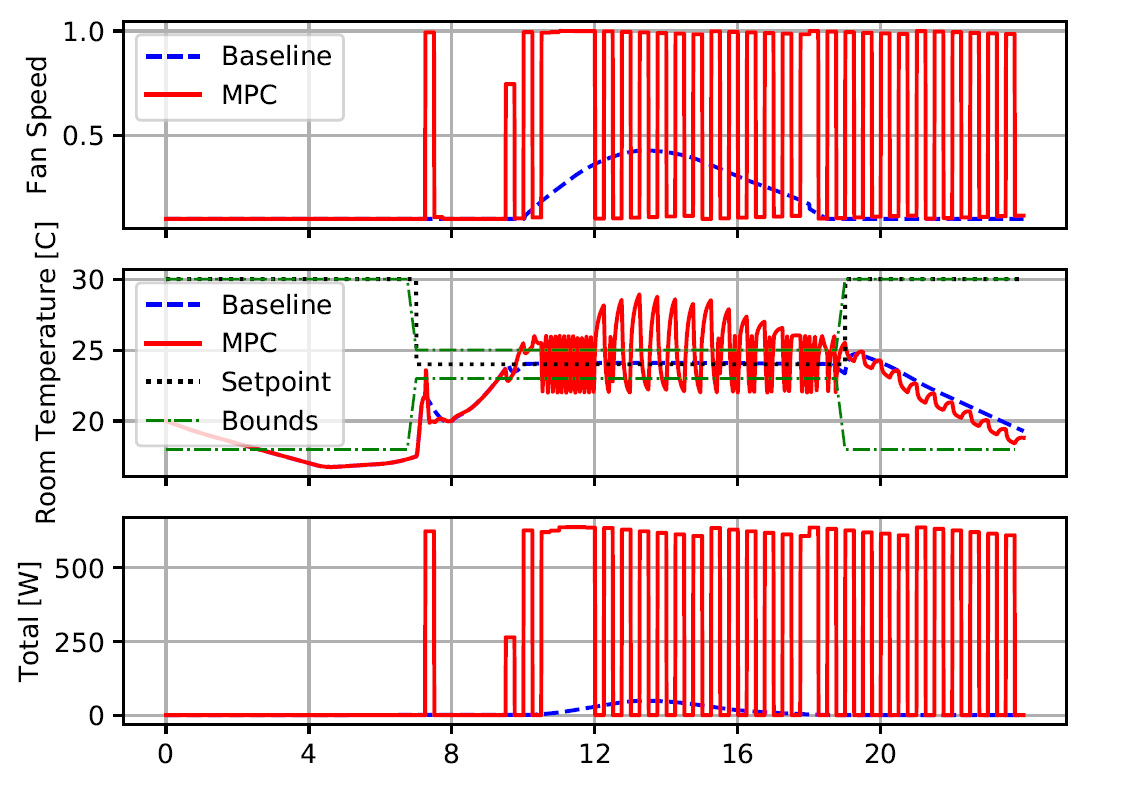 Fan Speed
1.0
0.5
Baseline
MPC
Room Temperature [C]
30
25
20
Baseline
MPC
Setpoint
Bounds
Total [W]
500
250
0
0 4 8 12 16 20